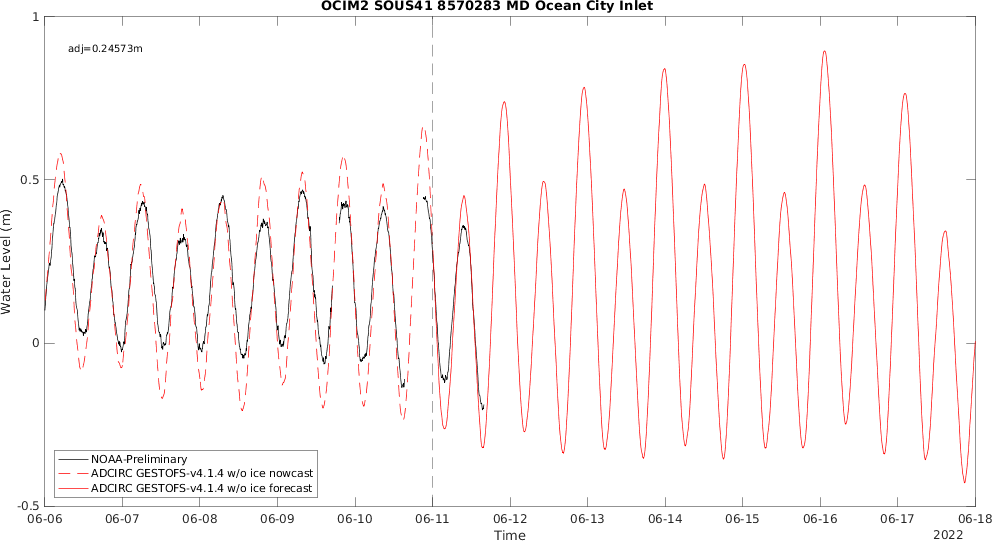 OCIM2 SOUS41 8570283 MD Ocean City Inlet
1
adj=0.24573m
0.5
Water Level (m)
0
-0.5
NOAA-Preliminary
ADCIRC GESTOFS-v4.1.4 w/o ice nowcast
ADCIRC GESTOFS-v4.1.4 w/o ice forecast
06-06 06-07 06-08 06-09 06-10 06-11 06-12 06-13 06-14 06-15 06-16 06-17 06-18
Time
2022